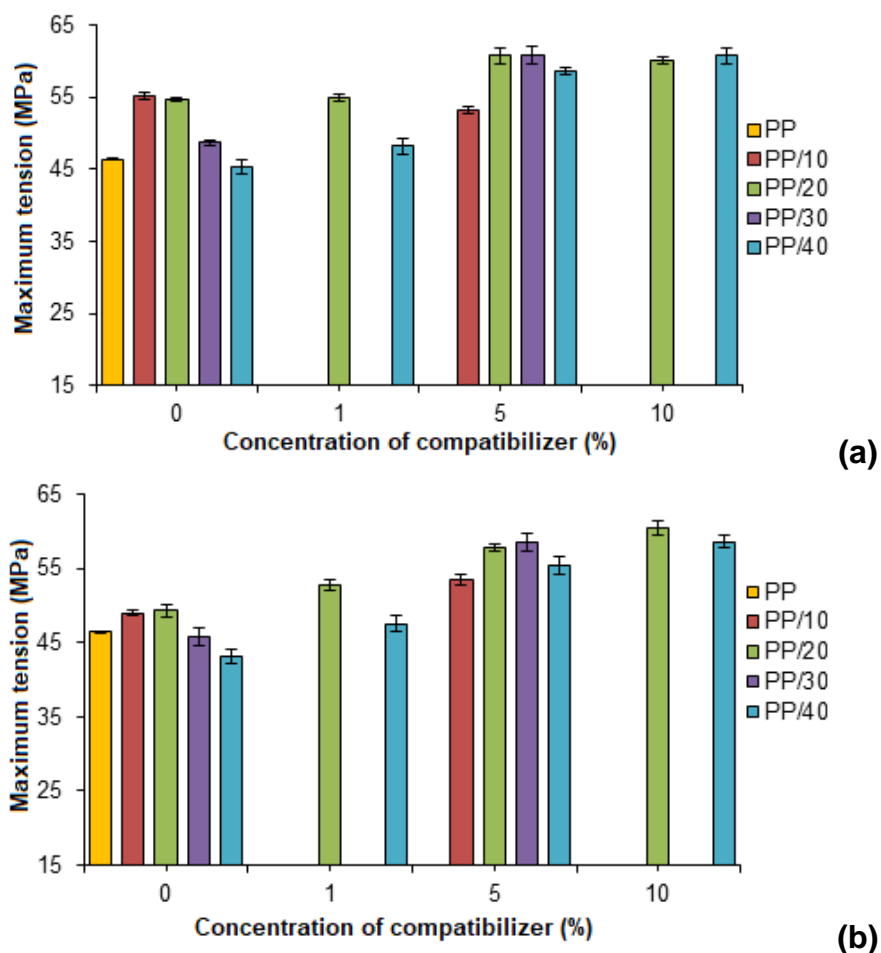 Maximum tension (MPa)
65
55
45
35
25
15
0
1
5
10
Concentration of compatibilizer (%)
PP
PP/10
PP/20
PP/30
PP/40
(a)
Maximum tension (MPa)
65
55
45
35
25
15
0
1
5
10
Concentration of compatibilizer (%)
PP
PP/10
PP/20
PP/30
PP/40
(b)